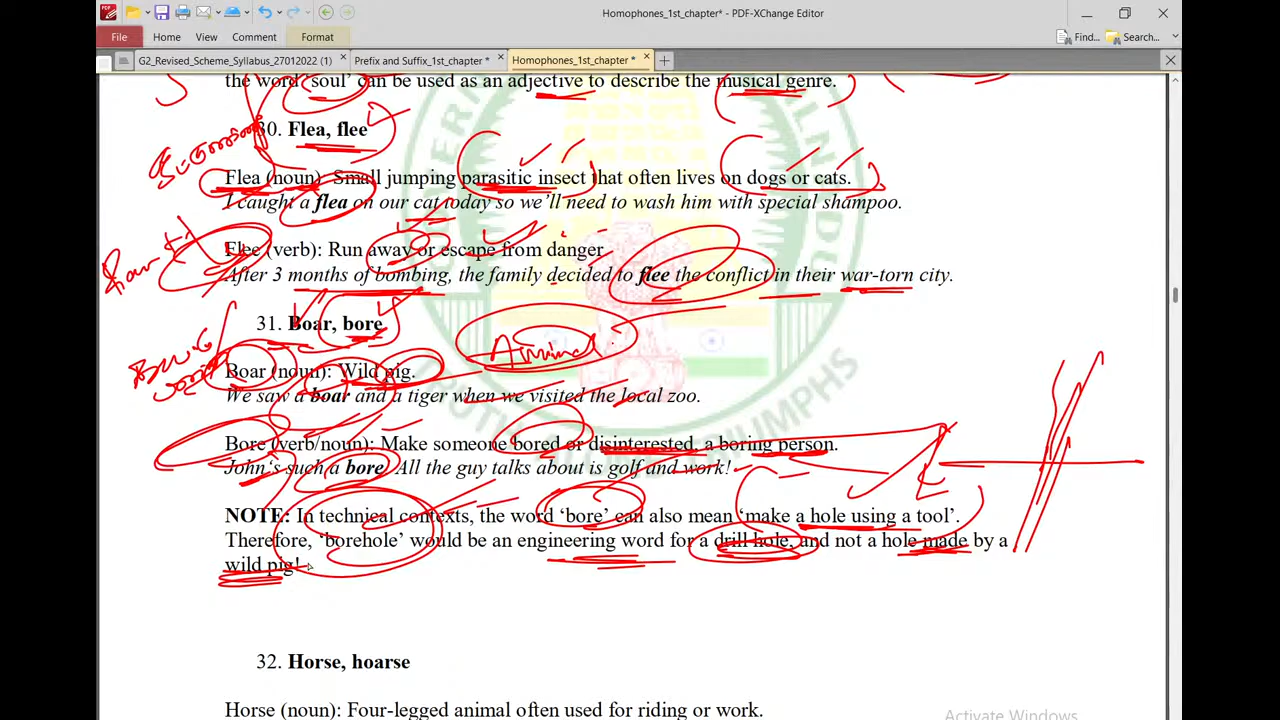 Homophones_1st_chapter* - PDF-XChange Editor
File Home View Comment Format Find... Search...
G2_Revised_Scheme_Syllabus_27012022 (1) Prefix and Suffix_1st_chapter * Homophones_1st_chapter *
the word 'soul' can be used as an adjective to describe the musical genre.
30. Flea, flee
Flea (noun): Small jumping parasitic insect that often lives on dogs or cats.
I caught a flea on our cat today so we'll need to wash him with special shampoo.
Flee (verb): Run away or escape from danger
After 3 months of bombing, the family decided to flee the conflict in their war-torn city.
31. Boar, bore
Animal
Boar (noun): Wild pig.
We saw a boar and a tiger when we visited the local zoo.
Bore (verb/noun): Make someone bored or disinterested, a boring person.
John's such a bore. All the guy talks about is golf and work!
NOTE: In technical contexts, the word 'bore' can also mean 'make a hole using a tool'.
Therefore, 'borehole' would be an engineering word for a drill hole, and not a hole made by a
wild pig!
32. Horse, hoarse
Horse (noun): Four-legged animal often used for riding or work.
Activate Windows